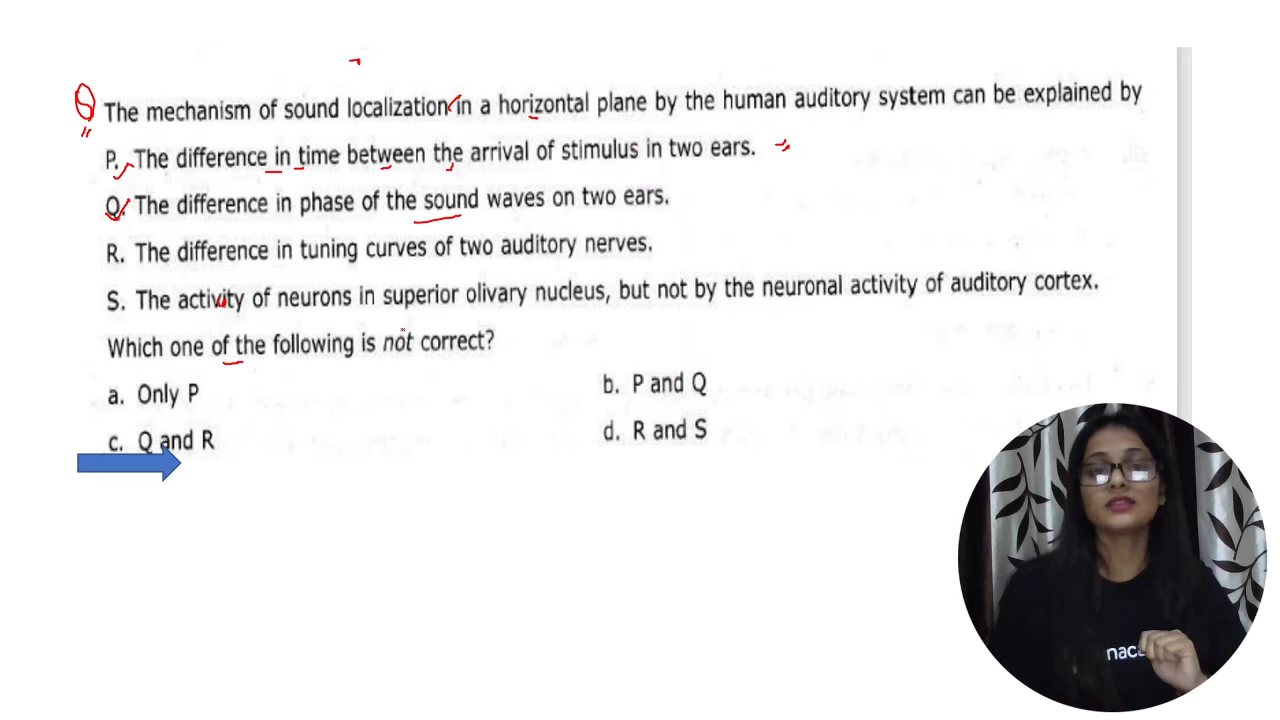 Q The mechanism of sound localization in a horizontal plane by the human auditory system can be explained by
P. The difference in time between the arrival of stimulus in two ears.
Q. The difference in phase of the sound waves on two ears.
R. The difference in tuning curves of two auditory nerves.
S. The activity of neurons in superior olivary nucleus, but not by the neuronal activity of auditory cortex.
Which one of the following is not correct?
a. Only P
b. P and Q
c. Q and R
d. R and S